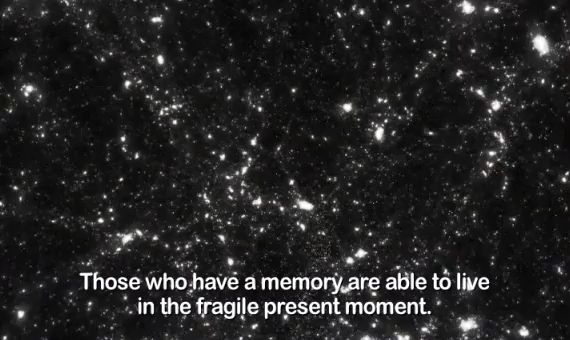 Those who have a memory are able to live
in the fragile present moment.